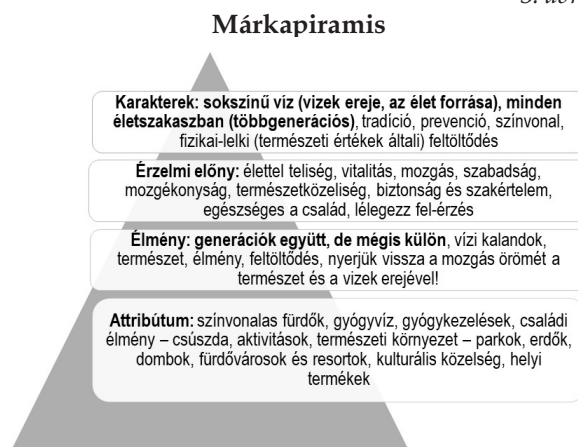 Márkapiramis
Karakterek: sokszínű víz (vizek ereje, az élet forrása), minden
életszakaszban (többgenerációs), tradíció, prevenció, színvonal,
fizikai-lelki (természeti értékek általi) feltöltődés
Érzelmi előny: élettel teliség, vitalitás, mozgás, szabadság,
mozgékonyság, természetközeliség, biztonság és szakértelem,
egészséges a család, lélegezz fel-érzés
Élmény: generációk együtt, de mégis külön, vízi kalandok,
természet, élmény, feltöltődés, nyerjük vissza a mozgás örömét a
természet és a vizek erejével!
Attribútum: színvonalas fürdők, gyógyvíz, gyógykezelések, családi
élmény – csúszda, aktivitások, természeti környezet – parkok, erdők,
dombok, fürdővárosok és resortok, kulturális közelség, helyi
termékek